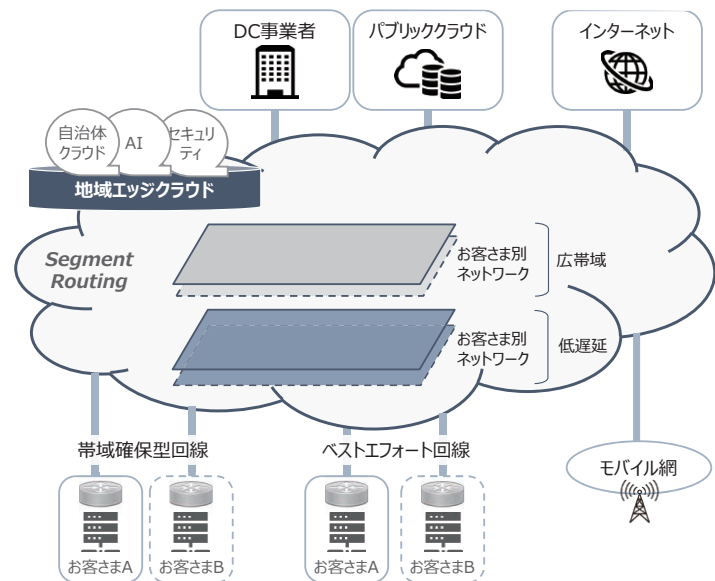 DC事業者
パブリッククラウド
インターネット
自治体
クラウド
AI
セキュリ
ティ
地域エッジクラウド
Segment
Routing
お客さま別
ネットワーク
広帯域
お客さま別
ネットワーク
低遅延
帯域確保型回線
ベストエフォート回線
モバイル網
お客さまA
お客さまB
お客さまA
お客さまB